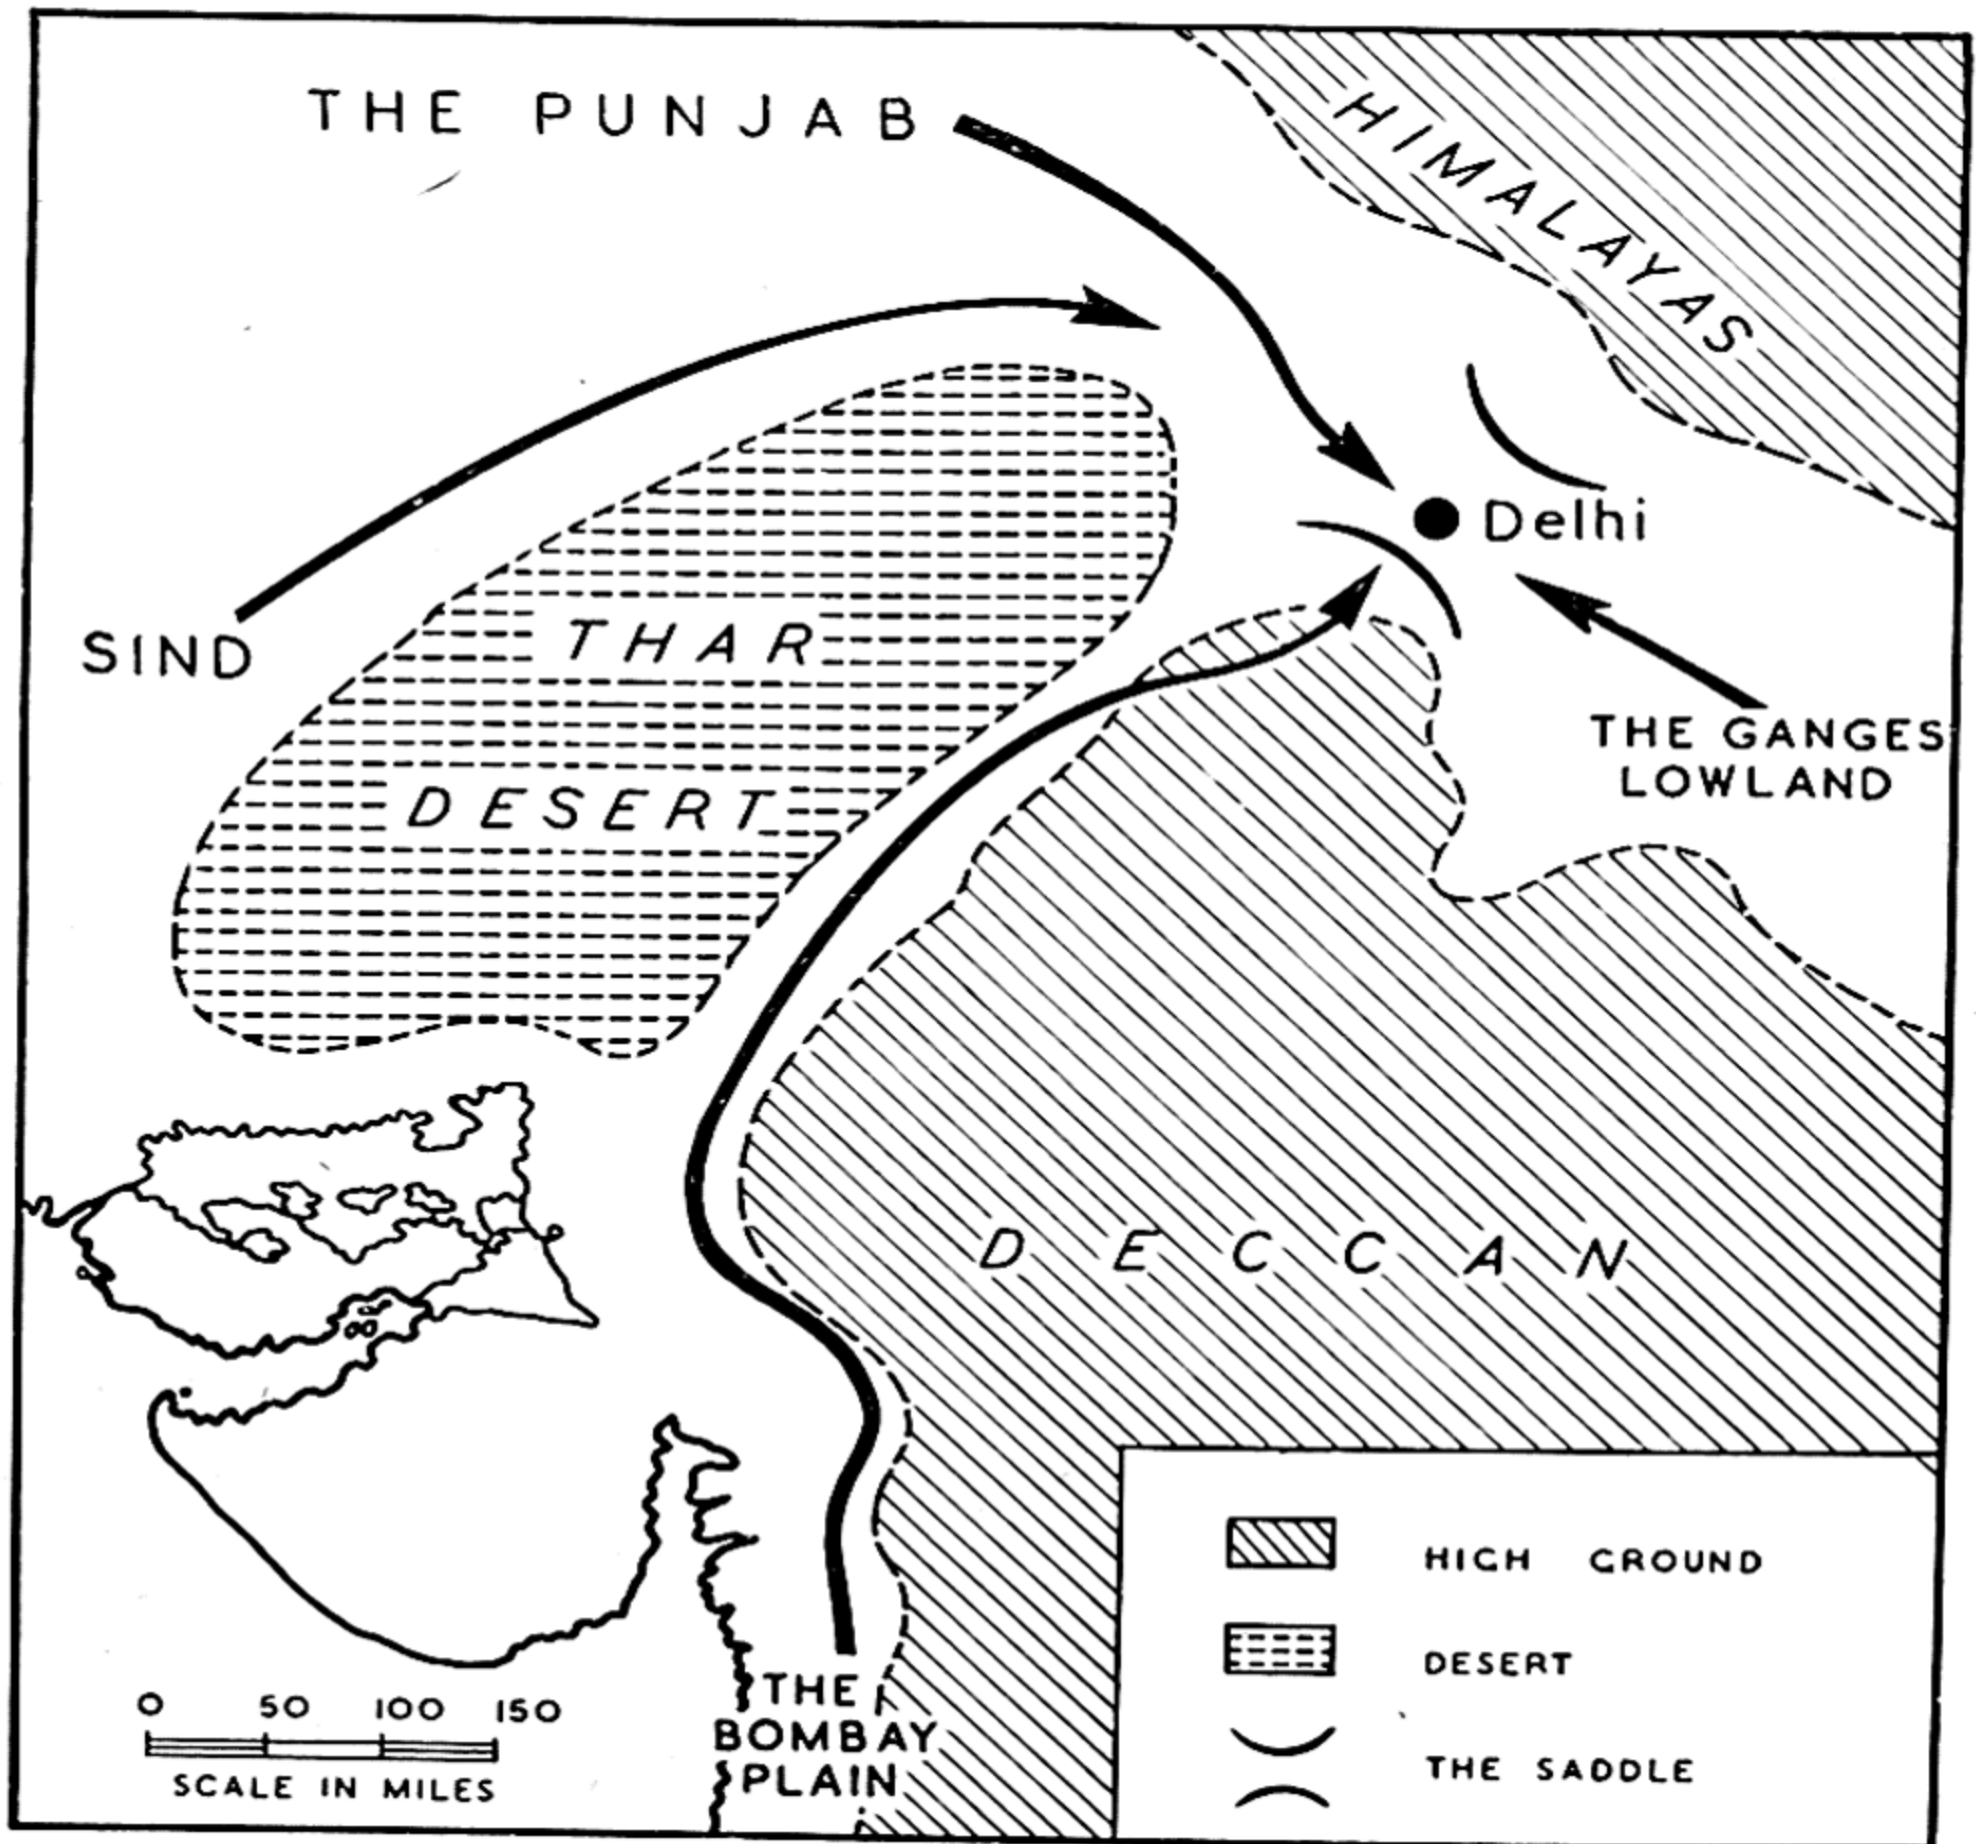 THE PUNJAB
HIMALAYAS
Delhi
SIND
THAR
DESERT
THE GANGES
LOWLAND
DECCAN
THE
BOMBAY
PLAIN
0 50 100 150
SCALE IN MILES
HIGH GROUND
DESERT
THE SADDLE